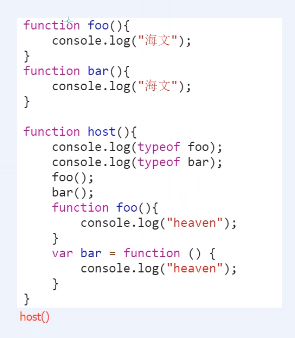 function foo(){
    console.log("海文");
}
function bar(){
    console.log("海文");
}

function host(){
    console.log(typeof foo);
    console.log(typeof bar);
    foo();
    bar();
    function foo(){
        console.log("heaven");
    }
    var bar = function () {
        console.log("heaven");
    }
}
host()